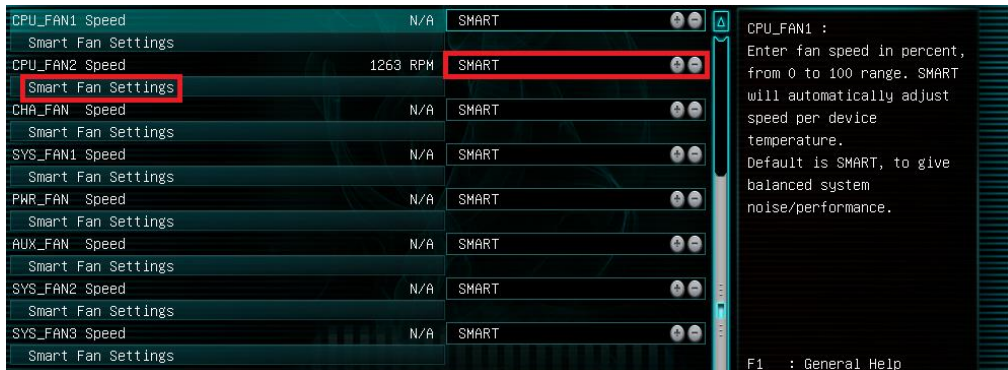 CPU_FAN1 Speed N/A SMART
Smart Fan Settings
CPU_FAN2 Speed 1263 RPM SMART
Smart Fan Settings
CHA_FAN Speed N/A SMART
Smart Fan Settings
SYS_FAN1 Speed N/A SMART
Smart Fan Settings
PWR_FAN Speed N/A SMART
Smart Fan Settings
AUX_FAN Speed N/A SMART
Smart Fan Settings
SYS_FAN2 Speed N/A SMART
Smart Fan Settings
SYS_FAN3 Speed N/A SMART
Smart Fan Settings
CPU_FAN1 :
Enter fan speed in percent,
from 0 to 100 range. SMART
will automatically adjust
speed per device
temperature.
Default is SMART, to give
balanced system
noise/performance.
F1 : General Help